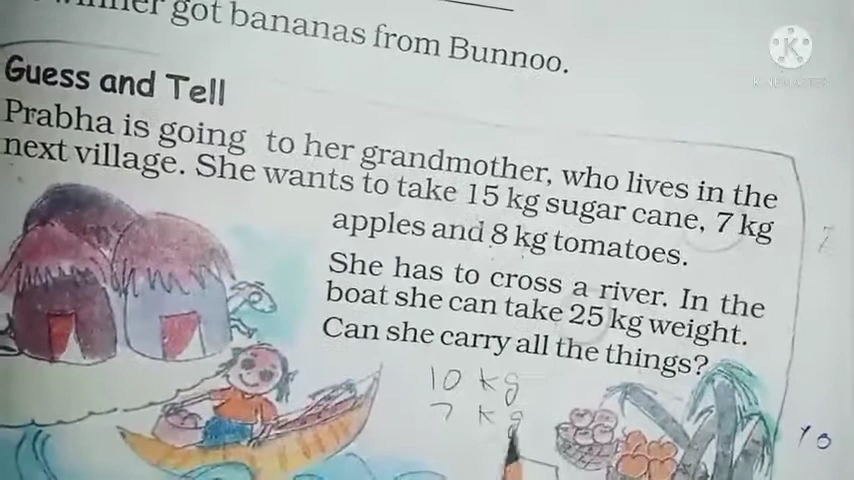 got bananas from Bunnoo.
Guess and Tell
Prabha is going to her grandmother, who lives in the
next village. She wants to take 15 kg sugar cane, 7 kg
apples and 8 kg tomatoes.
She has to cross a river. In the
boat she can take 25 kg weight.
Can she carry all the things?
10 kg
7 kg